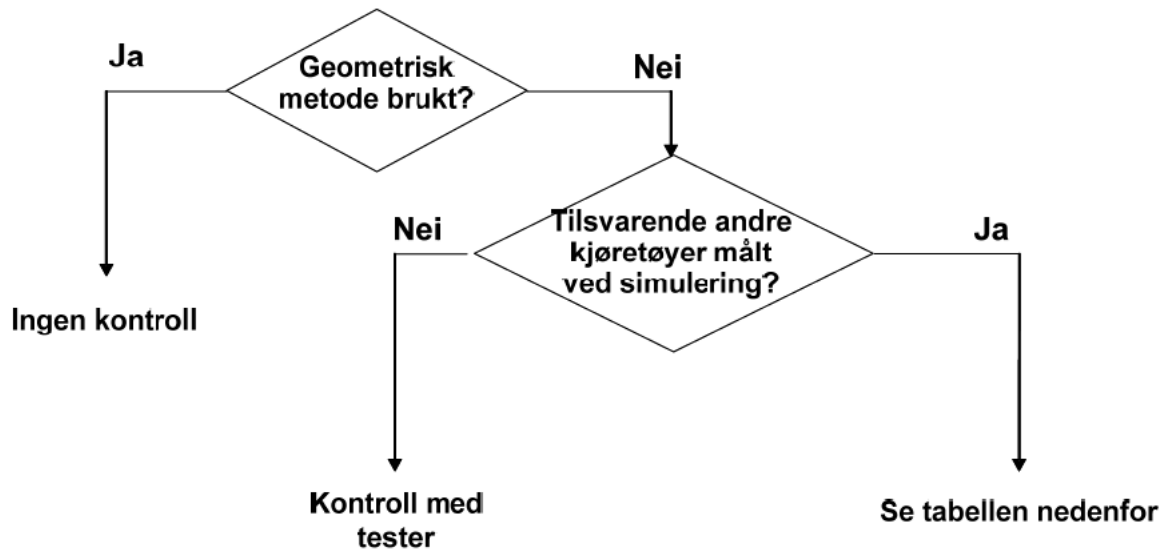 Ja
Geometrisk
metode brukt?
Nei
Nei
Tilsvarende andre
kjøretøyer målt
ved simulering?
Ja
Ingen kontroll
Kontroll med
tester
Se tabellen nedenfor